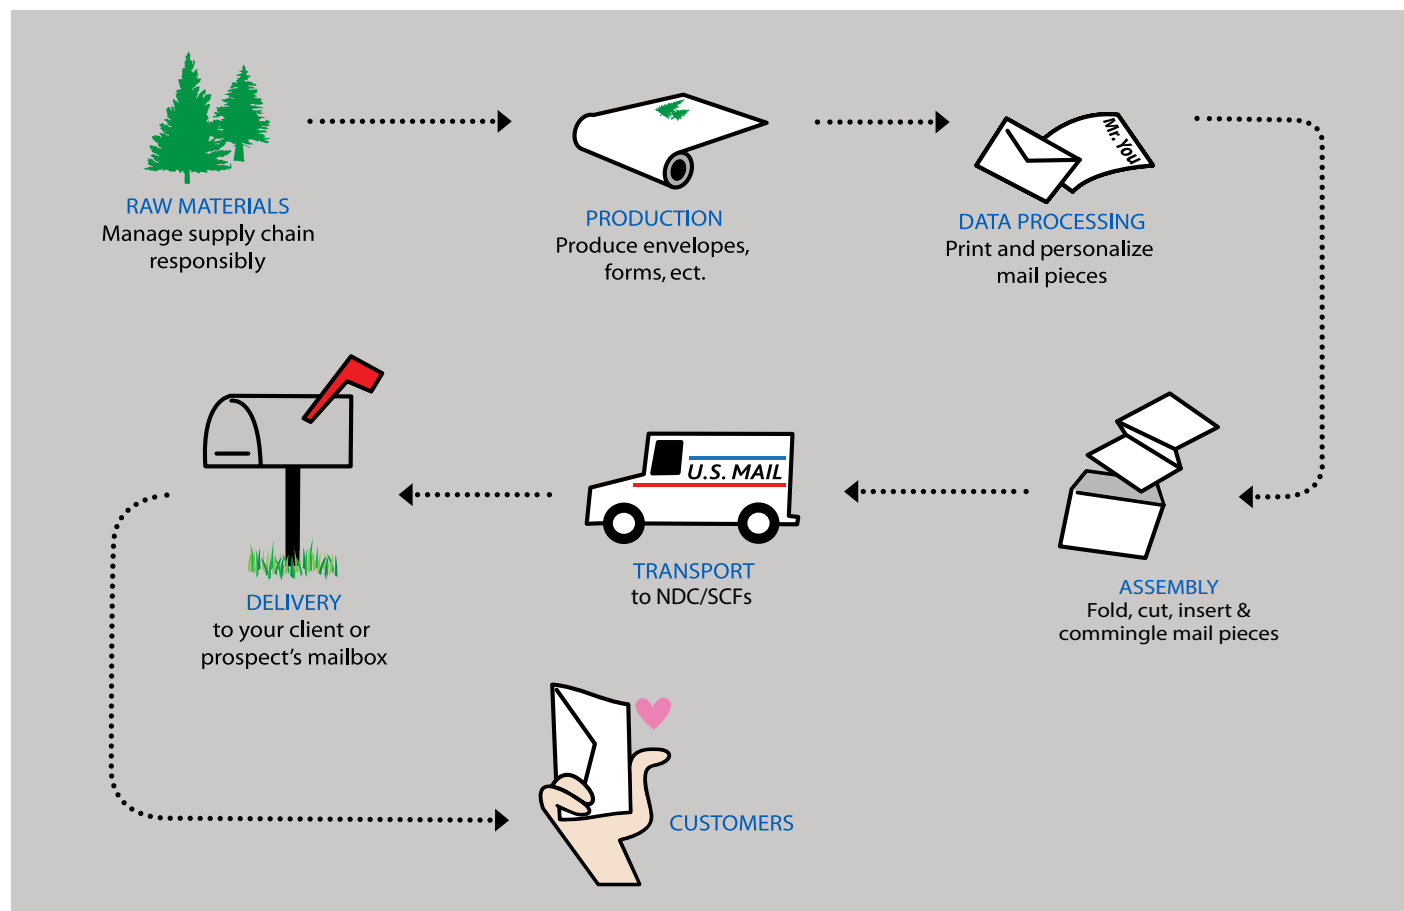 RAW MATERIALS
Manage supply chain
responsibly
PRODUCTION
Produce envelopes,
forms, ect.
Mr. You
DATA PROCESSING
Print and personalize
mail pieces
DELIVERY
to your client or
prospect's mailbox
U.S. MAIL
TRANSPORT
to NDC/SCFs
ASSEMBLY
Fold, cut, insert &
commingle mail pieces
CUSTOMERS